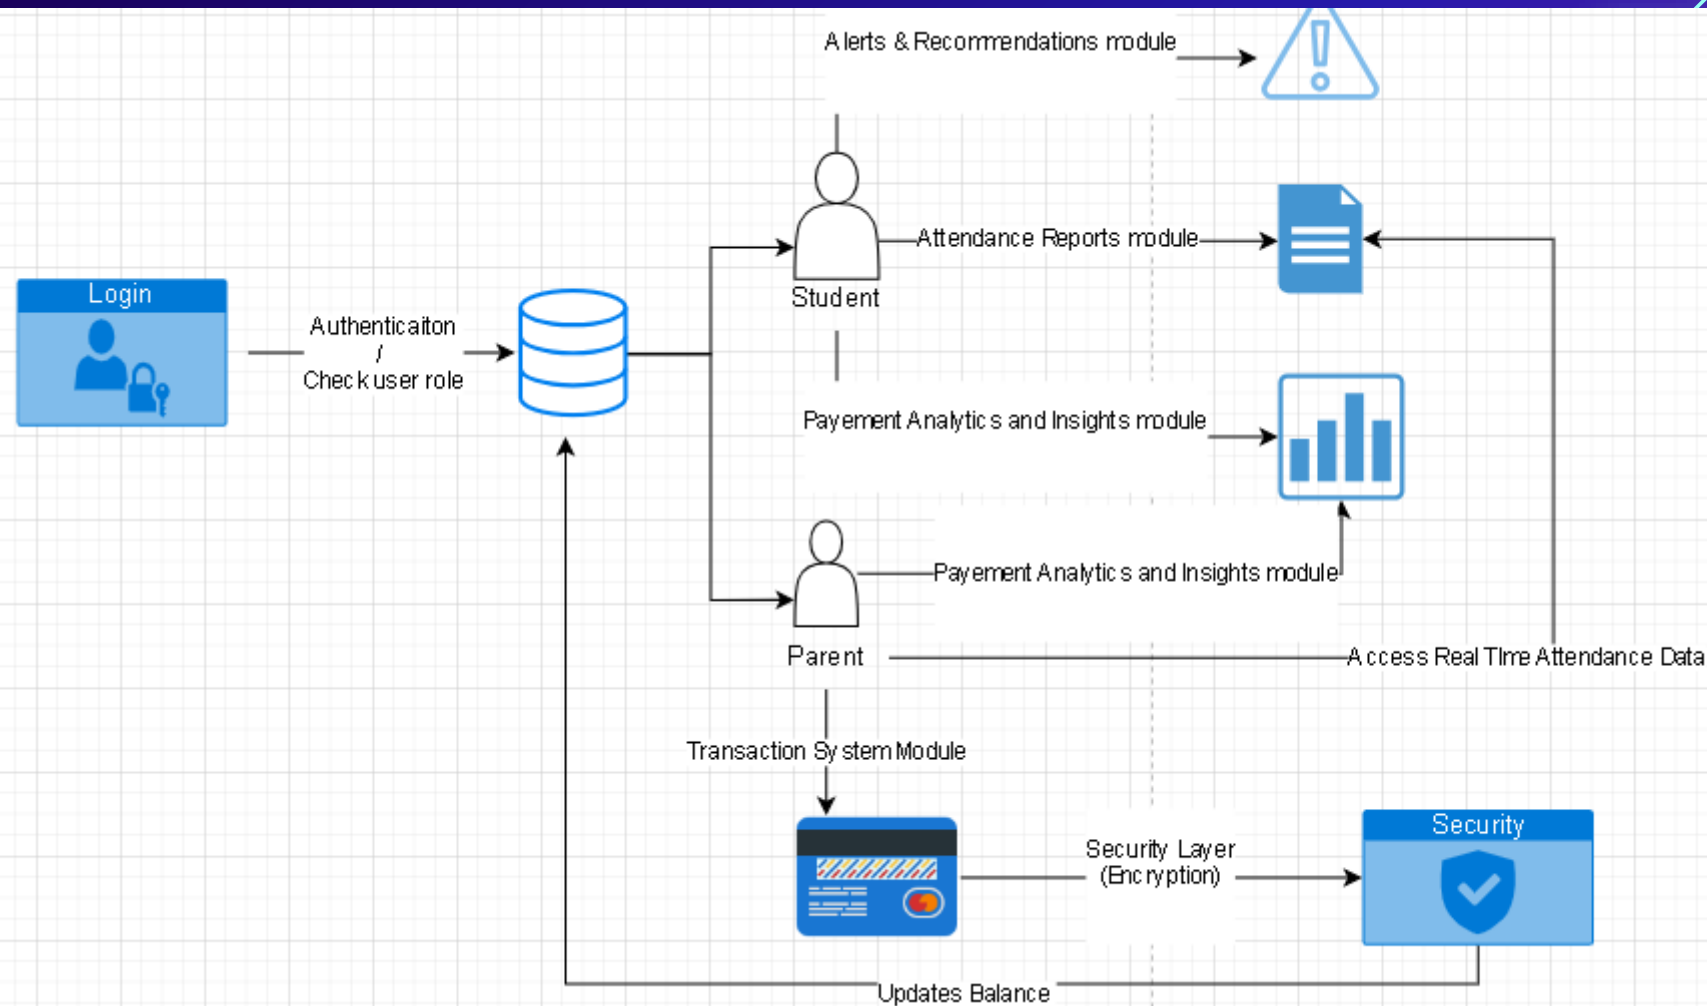 Alerts & Recommendations module
Attendance Reports module
Student
Login
Authenticaiton
/
Check user role
Payement Analytics and Insights module
Payement Analytics and Insights module
Parent
Access Real TIme Attendance Data
Transaction System Module
Security
Security Layer
(Encryption)
Updates Balance